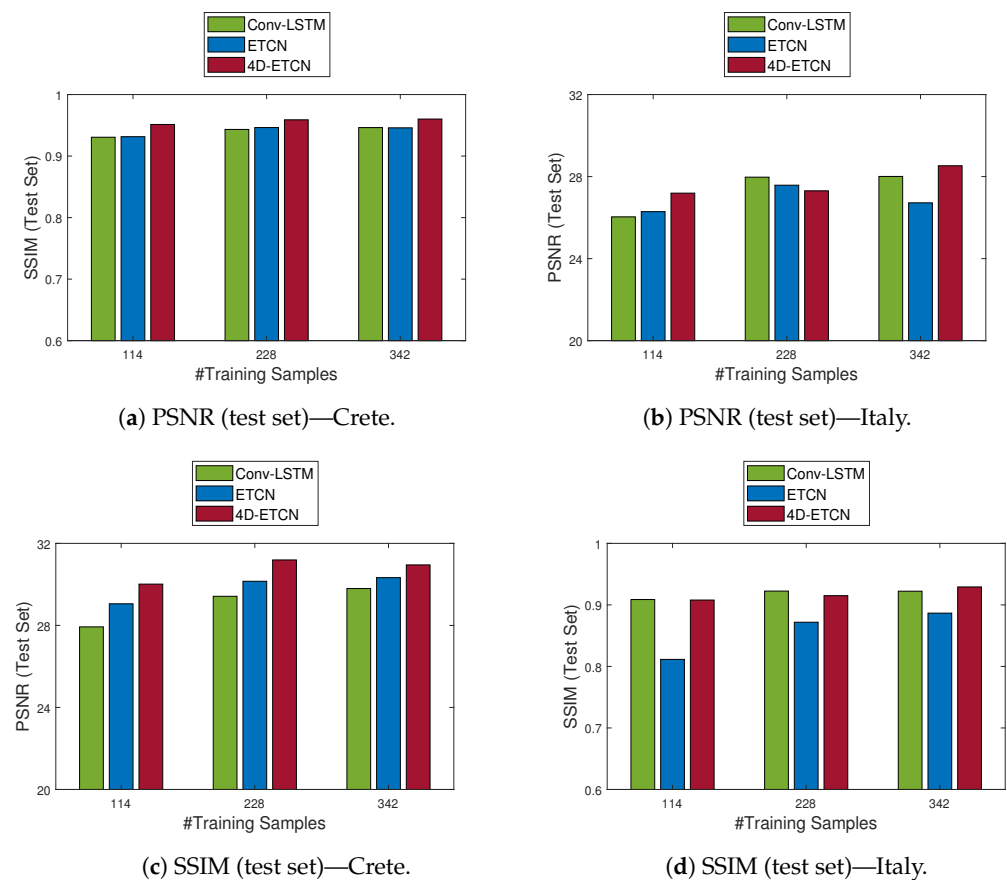 Conv-LSTM
ETCN
4D-ETCN
1
0.9
0.8
0.7
0.6
SSIM (Test Set)
114 228 342
#Training Samples
(a) PSNR (test set)—Crete.
Conv-LSTM
ETCN
4D-ETCN
32
28
24
20
PSNR (Test Set)
114 228 342
#Training Samples
(b) PSNR (test set)—Italy.
Conv-LSTM
ETCN
4D-ETCN
32
28
24
20
PSNR (Test Set)
114 228 342
#Training Samples
(c) SSIM (test set)—Crete.
Conv-LSTM
ETCN
4D-ETCN
1
0.9
0.8
0.7
0.6
SSIM (Test Set)
114 228 342
#Training Samples
(d) SSIM (test set)—Italy.